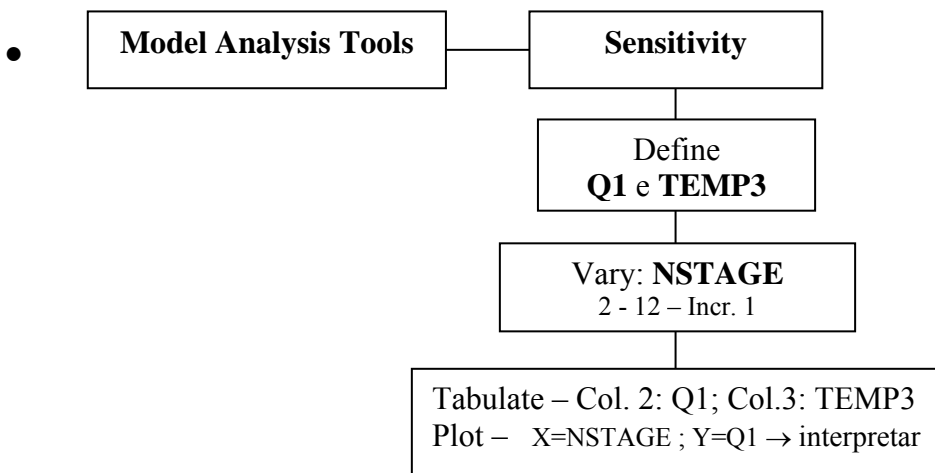 • Model Analysis Tools
Sensitivity
Define
Q1 e TEMP3
Vary: NSTAGE
2 - 12 – Incr. 1
Tabulate – Col. 2: Q1; Col.3: TEMP3
Plot – X=NSTAGE ; Y=Q1 → interpretar